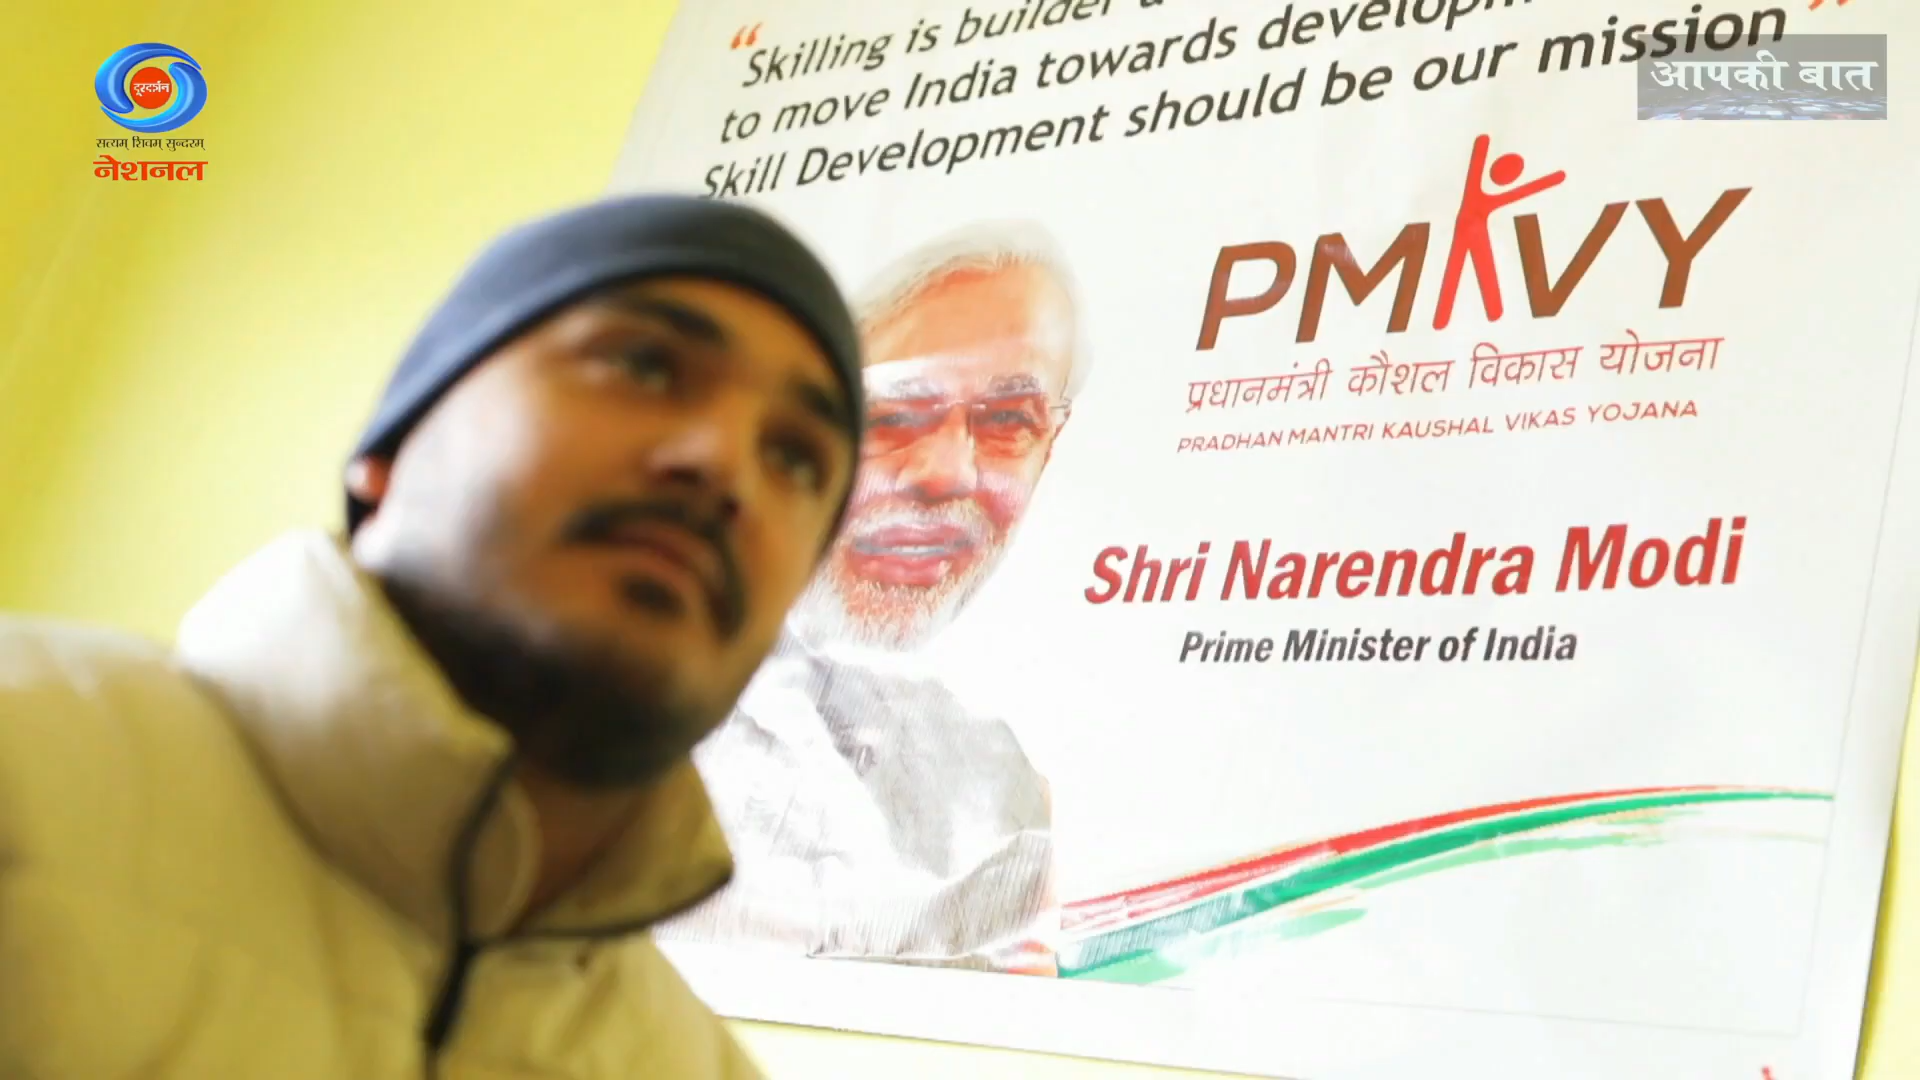 दूरदर्शन
सत्यम् शिवम् सुन्दरम्
नेशनल
आपकी बात
“Skilling is builder
to move India towards
Skill Development should be our mission”
PMKVY
प्रधानमंत्री कौशल विकास योजना
PRADHAN MANTRI KAUSHAL VIKAS YOJANA
Shri Narendra Modi
Prime Minister of India